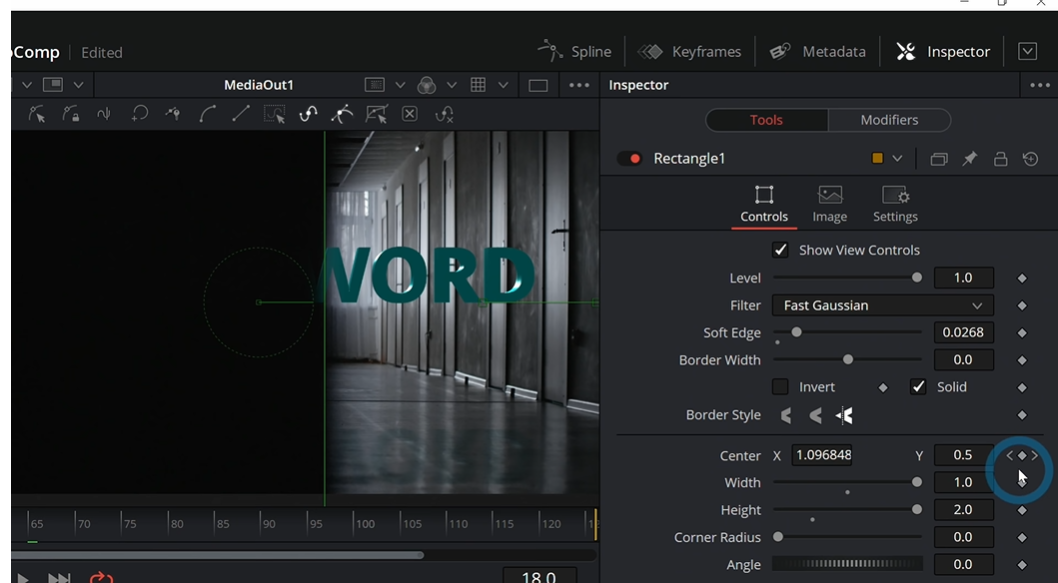 Comp Edited Spline Keyframes Metadata Inspector
MediaOut1 Inspector
Tools Modifiers
Rectangle1
Controls Image Settings
Show View Controls
WORD
Level 1.0
Filter Fast Gaussian
Soft Edge 0.0268
Border Width 0.0
Invert Solid
Border Style
Center X 1.096848 Y 0.5
Width 1.0
Height 2.0
65 70 75 80 85 90 95 100 105 110 115 120
Corner Radius 0.0
Angle 0.0
18.0